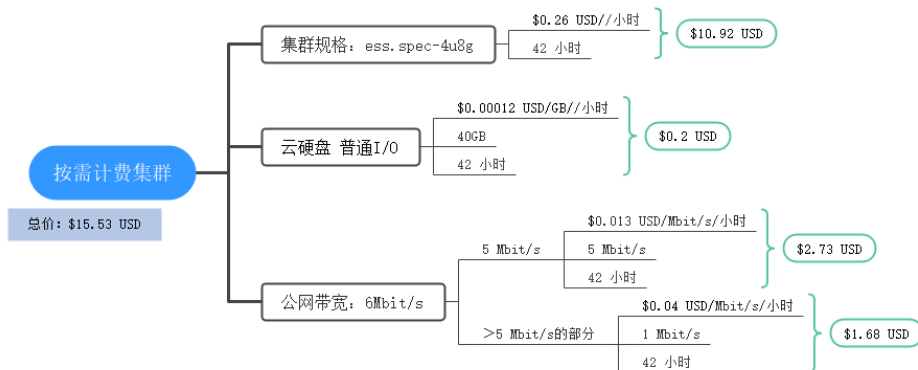 按需计费集群
总价：$15.53 USD
集群规格：ess.spec-4u8g
$0.26 USD//小时
42 小时
$10.92 USD
云硬盘 普通I/O
$0.00012 USD/GB//小时
40GB
42 小时
$0.2 USD
公网带宽：6Mbit/s
5 Mbit/s
$0.013 USD/Mbit/s/小时
5 Mbit/s
42 小时
$2.73 USD
＞5 Mbit/s的部分
$0.04 USD/Mbit/s/小时
1 Mbit/s
42 小时
$1.68 USD